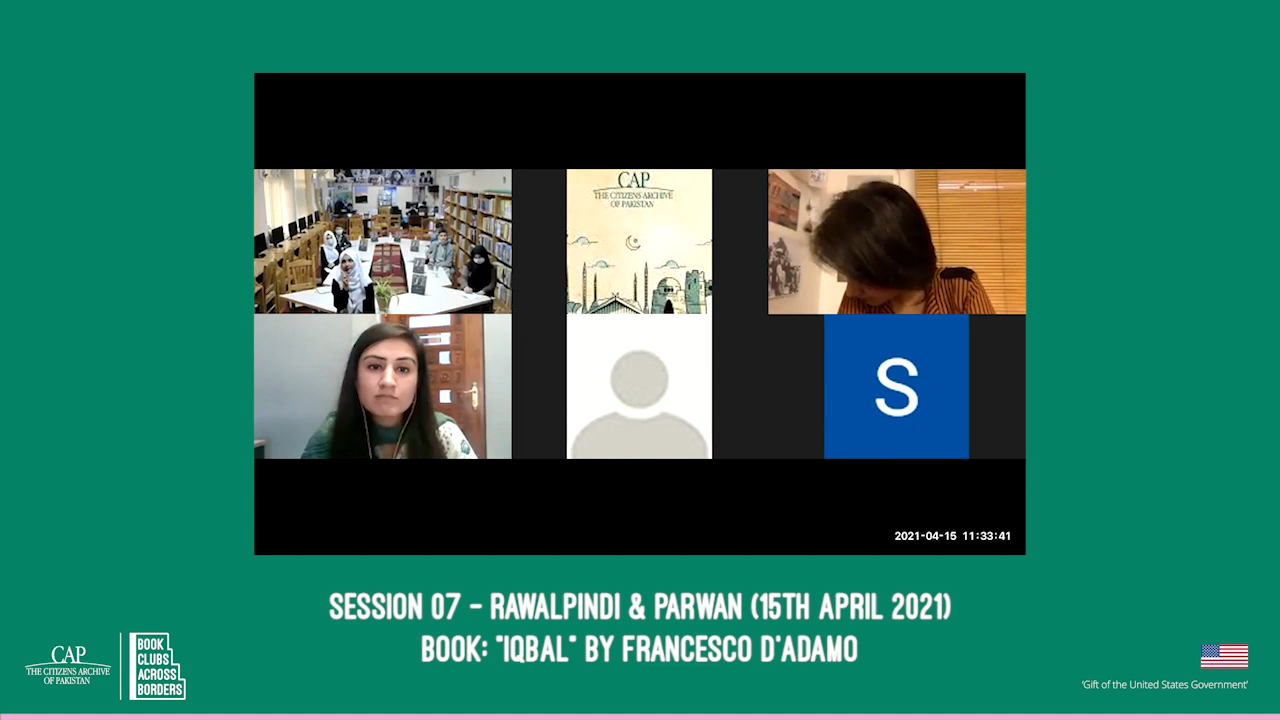 CAP
THE CITIZENS ARCHIVE
OF PAKISTAN
S
2021-04-15 11:33:41
SESSION 07 - RAWALPINDI & PARWAN (15TH APRIL 2021)
BOOK: "IQBAL" BY FRANCESCO D'ADAMO
CAP
THE CITIZENS ARCHIVE
OF PAKISTAN
BOOK
CLUBS
ACROSS
BORDERS
'Gift of the United States Government'